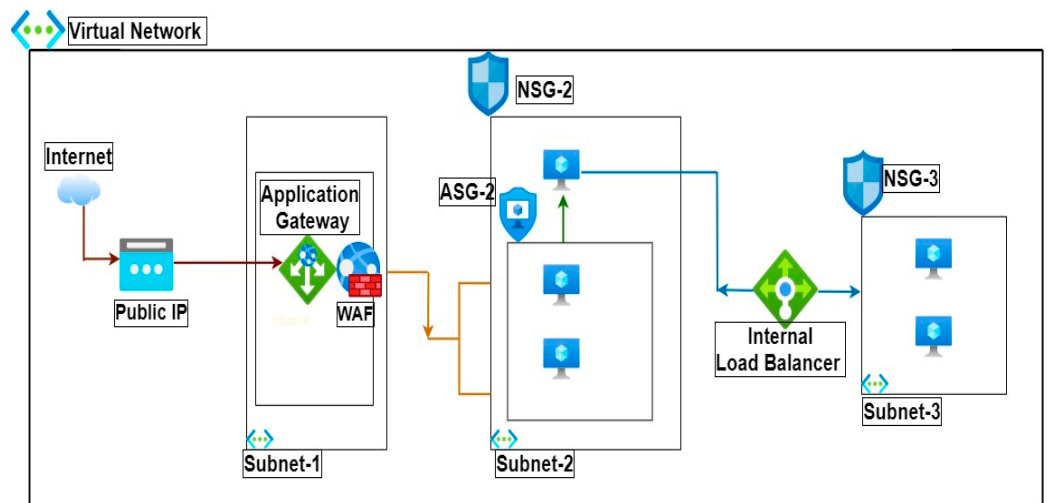 Virtual Network
NSG-2
Internet
Application
Gateway
ASG-2
NSG-3
Public IP
WAF
Internal
Internal
Load Balancer
Subnet-1
Subnet-2
Subnet-3